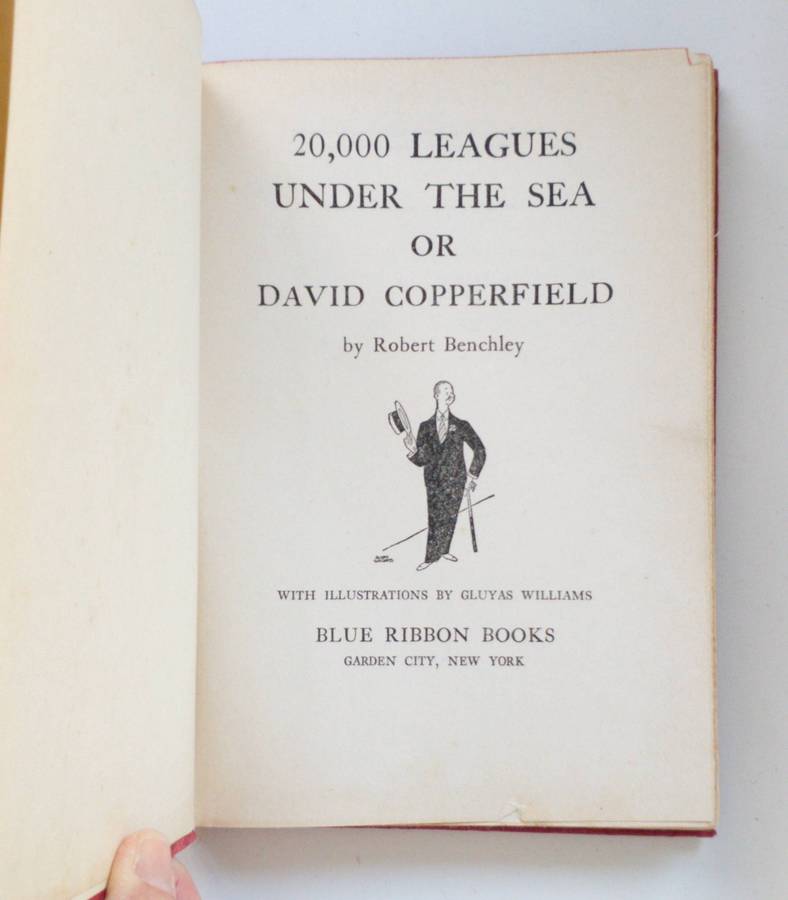 20,000 LEAGUES
UNDER THE SEA
OR
DAVID COPPERFIELD
by Robert Benchley
WITH ILLUSTRATIONS BY GLUYAS WILLIAMS
BLUE RIBBON BOOKS
GARDEN CITY, NEW YORK